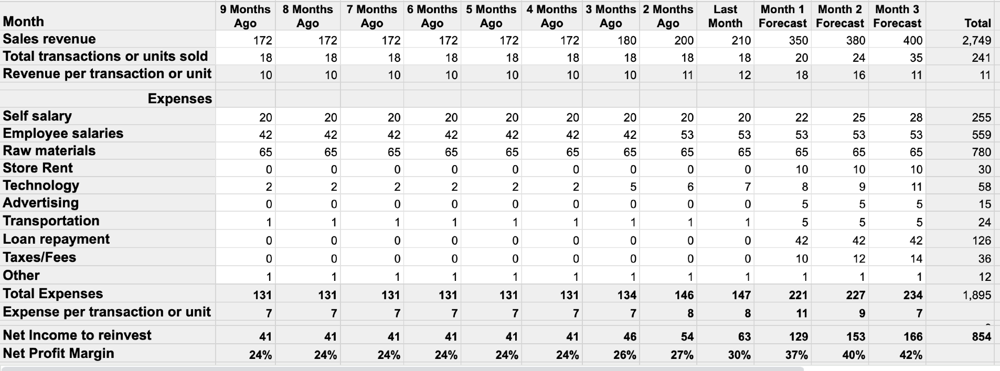 Month 9 Months Ago 8 Months Ago 7 Months Ago 6 Months Ago 5 Months Ago 4 Months Ago 3 Months Ago 2 Months Ago Last Month Month 1 Forecast Month 2 Forecast Month 3 Forecast Total
Sales revenue 172 172 172 172 172 172 180 200 210 350 380 400 2,749
Total transactions or units sold 18 18 18 18 18 18 18 18 18 20 24 35 241
Revenue per transaction or unit 10 10 10 10 10 10 10 11 12 18 16 11 11
Expenses
Self salary 20 20 20 20 20 20 20 20 20 22 25 28 255
Employee salaries 42 42 42 42 42 42 42 53 53 53 53 53 559
Raw materials 65 65 65 65 65 65 65 65 65 65 65 65 780
Store Rent 0 0 0 0 0 0 0 0 0 10 10 10 30
Technology 2 2 2 2 2 2 5 6 7 8 9 11 58
Advertising 0 0 0 0 0 0 0 0 0 5 5 5 15
Transportation 1 1 1 1 1 1 1 1 1 5 5 5 24
Loan repayment 0 0 0 0 0 0 0 0 0 42 42 42 126
Taxes/Fees 0 0 0 0 0 0 0 0 0 10 12 14 36
Other 1 1 1 1 1 1 1 1 1 1 1 1 12
Total Expenses 131 131 131 131 131 131 134 146 147 221 227 234 1,895
Expense per transaction or unit 7 7 7 7 7 7 7 8 8 11 9 7
Net Income to reinvest 41 41 41 41 41 41 46 54 63 129 153 166 854
Net Profit Margin 24% 24% 24% 24% 24% 24% 26% 27% 30% 37% 40% 42%